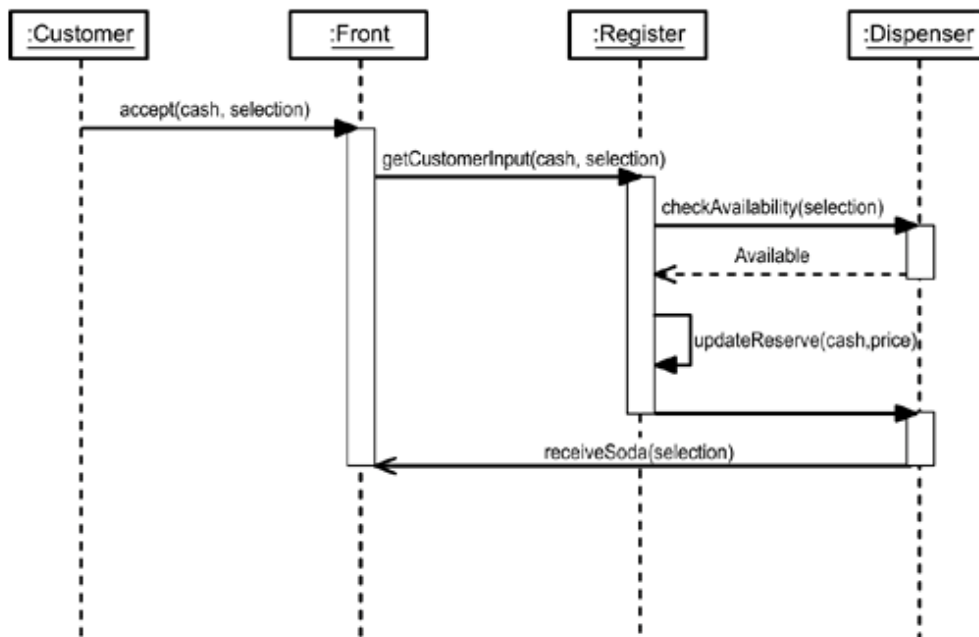 :Customer
:Front
:Register
:Dispenser
accept(cash, selection)
getCustomerInput(cash, selection)
checkAvailability(selection)
Available
updateReserve(cash,price)
receiveSoda(selection)